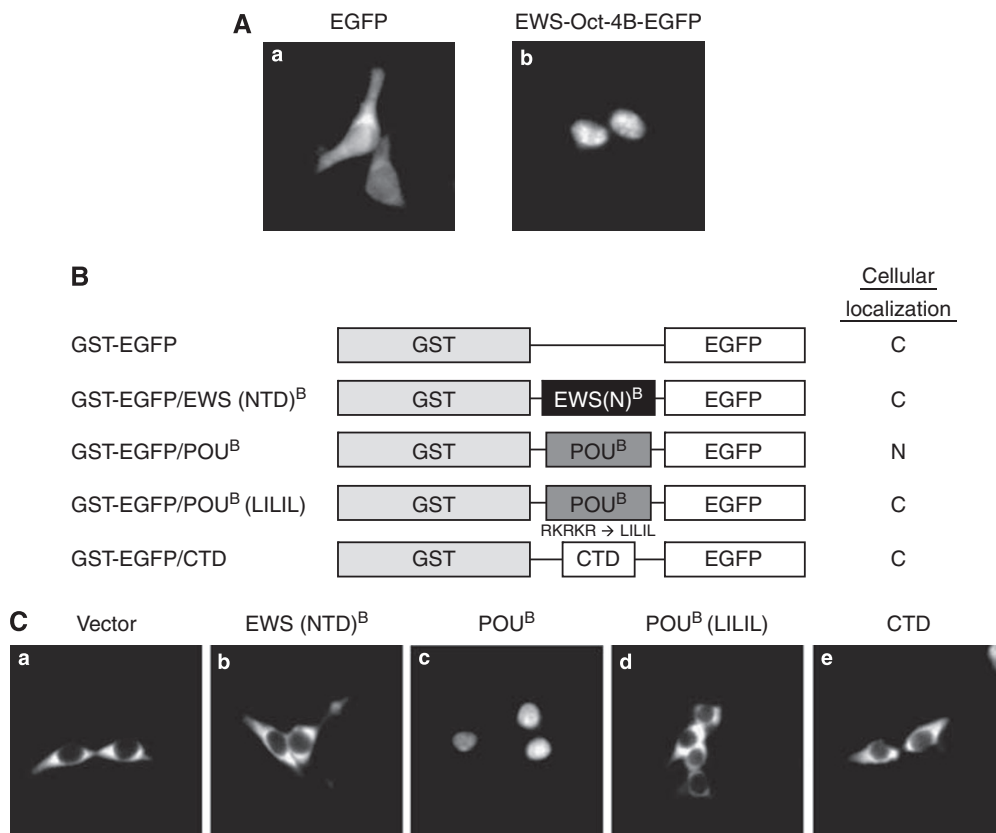 A EGFP EWS-Oct-4B-EGFP
a b
B Cellular
localization
GST-EGFP GST EGFP C
GST-EGFP/EWS (NTD)ᴮ GST EWS(N)ᴮ EGFP C
GST-EGFP/POUᴮ GST POUᴮ EGFP N
GST-EGFP/POUᴮ (LILIL) GST POUᴮ EGFP C
RKRKR → LILIL
GST-EGFP/CTD GST CTD EGFP C
C Vector EWS (NTD)ᴮ POUᴮ POUᴮ (LILIL) CTD
a b c d e